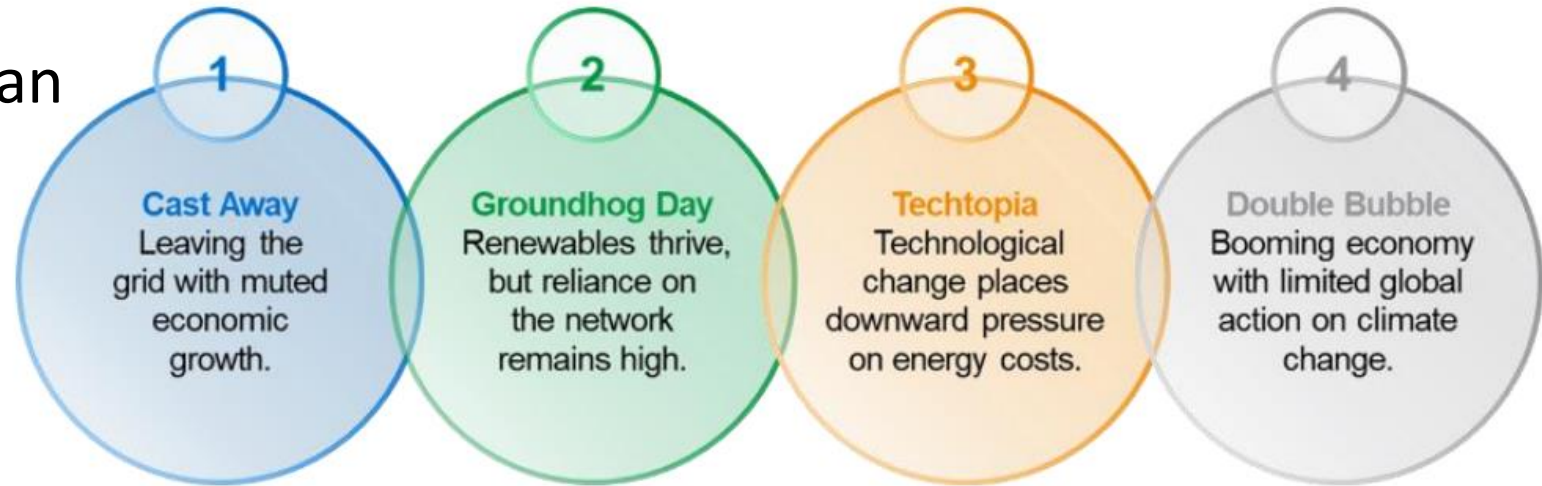 an
1
Cast Away
Leaving the
grid with muted
economic
growth.
2
Groundhog Day
Renewables thrive,
but reliance on
the network
remains high.
3
Techtopia
Technological
change places
downward pressure
on energy costs.
4
Double Bubble
Booming economy
with limited global
action on climate
change.